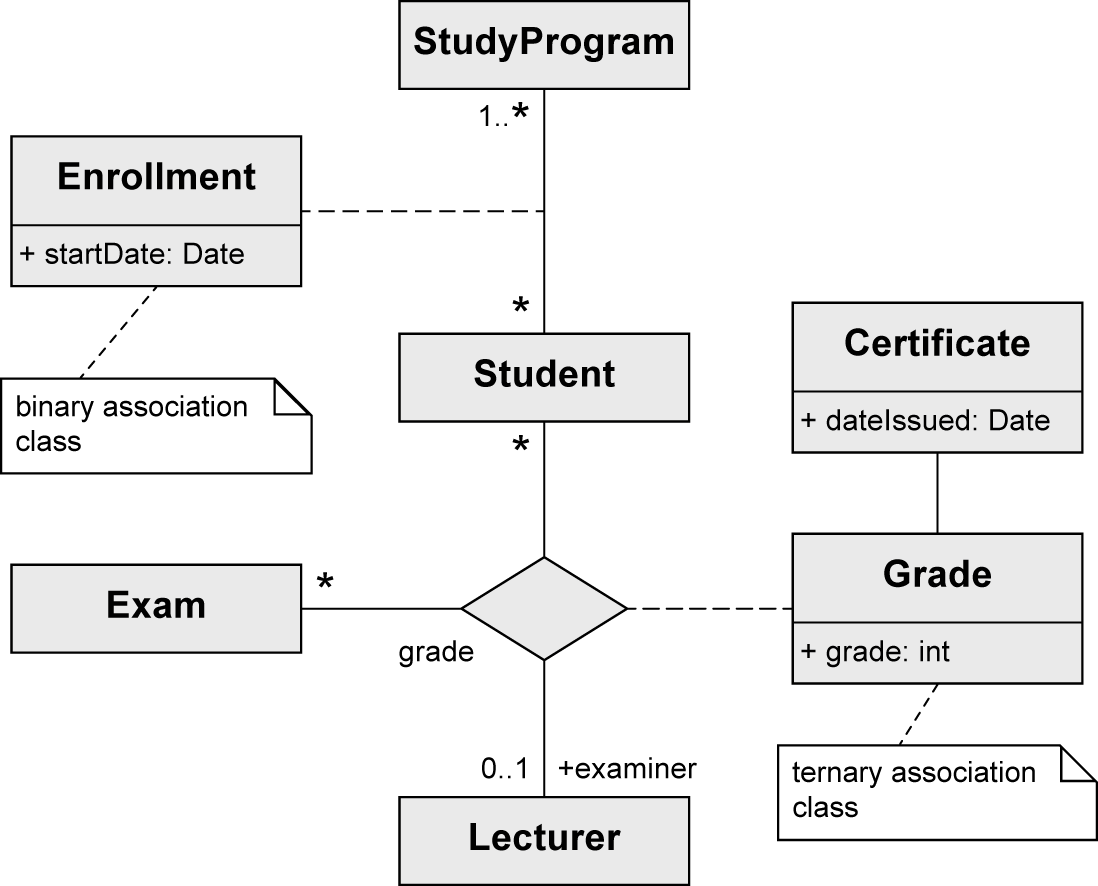 StudyProgram
1..*
Enrollment
+ startDate: Date
*
Student
*
binary association
class
Certificate
+ dateIssued: Date
Exam
*
grade
Grade
+ grade: int
0..1
+examiner
Lecturer
ternary association
class